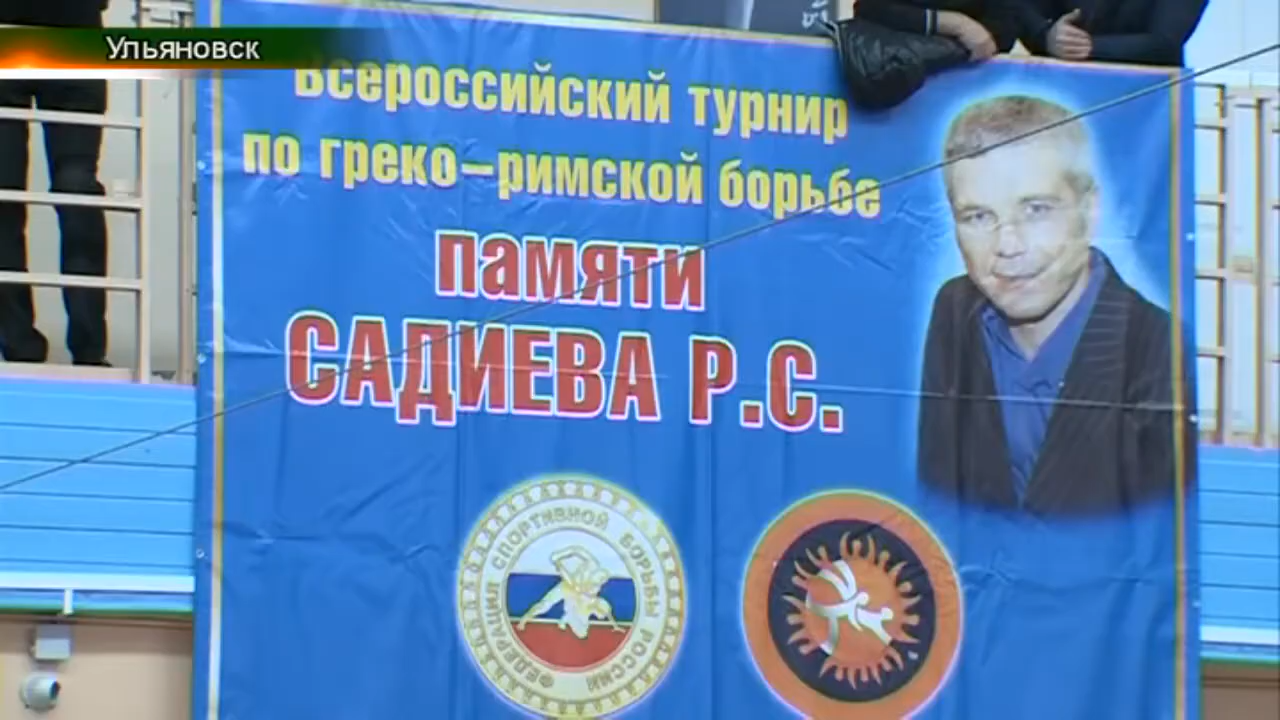 Ульяновск
Всероссийский турнир
по греко-римской борьбе
памяти
САДИЕВА Р.С.
ФЕДЕРАЦИЯ СПОРТИВНОЙ БОРЬБЫ РОССИИ